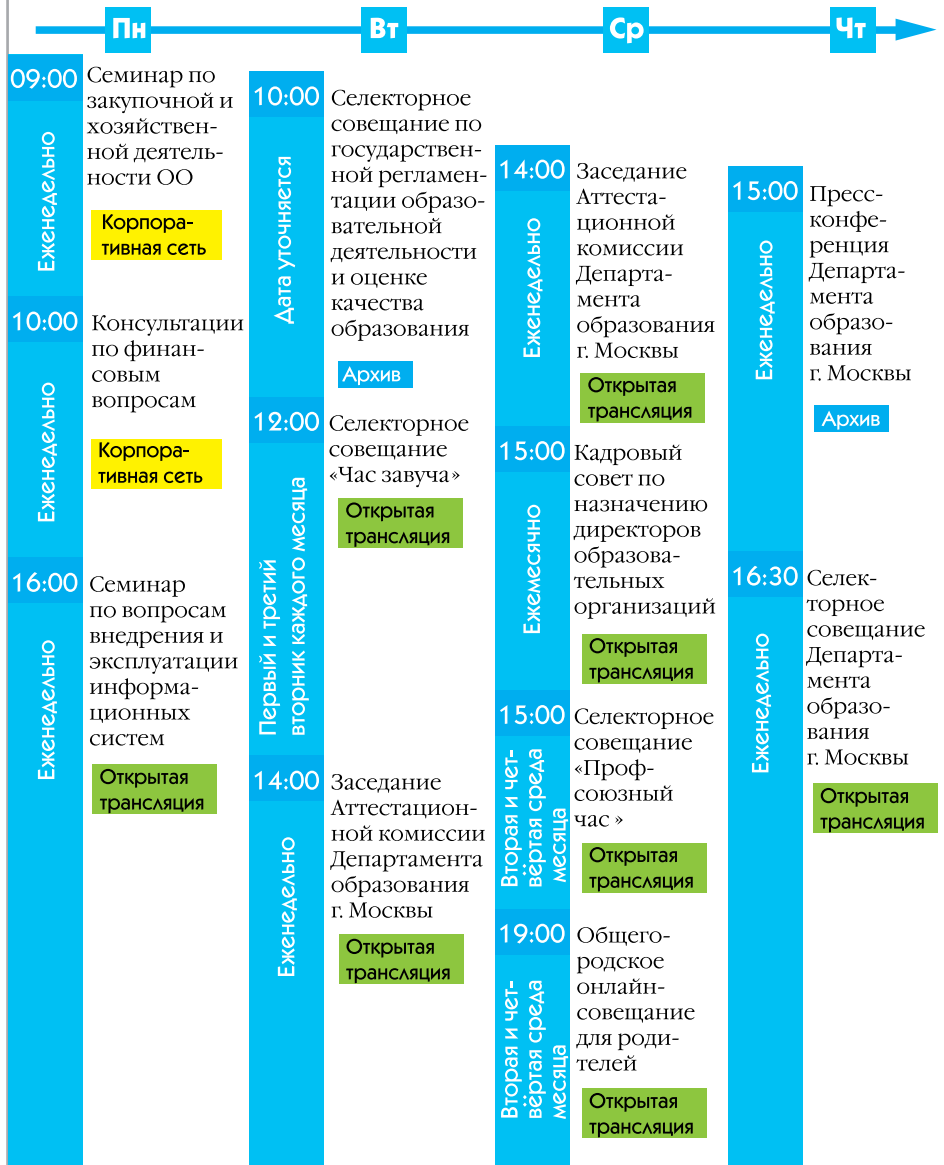 Пн
Вт
Ср
Чт
09:00
Еженедельно
Семинар по
закупочной и
хозяйствен-
ной деятель-
ности ОО
Корпора-
тивная сеть
10:00
Еженедельно
Консультации
по финан-
совым
вопросам
Корпора-
тивная сеть
16:00
Еженедельно
Семинар
по вопросам
внедрения и
эксплуатации
информа-
ционных
систем
Открытая
трансляция
10:00
Дата уточняется
Селекторное
совещание по
государствен-
ной регламен-
тации образо-
вательной
деятельности
и оценке
качества
образования
Архив
12:00
Первый и третий
вторник каждого месяца
Селекторное
совещание
«Час завуча»
Открытая
трансляция
14:00
Еженедельно
Заседание
Аттестацион-
ной комиссии
Департамента
образования
г. Москвы
Открытая
трансляция
14:00
Еженедельно
Заседание
Аттеста-
ционной
комиссии
Департа-
мента
образования
г. Москвы
Открытая
трансляция
15:00
Ежемесячно
Кадровый
совет по
назначению
директоров
образова-
тельных
организаций
Открытая
трансляция
15:00
Вторая и чет-
вёртая среда
месяца
Селекторное
совещание
«Проф-
союзный
час »
Открытая
трансляция
19:00
Вторая и чет-
вёртая среда
месяца
Общего-
родское
онлайн-
совещание
для роди-
телей
Открытая
трансляция
15:00
Еженедельно
Пресс-
конфе-
ренция
Департа-
мента
образо-
вания
г. Москвы
Архив
16:30
Еженедельно
Селек-
торное
совещание
Департа-
мента
образо-
вания
г. Москвы
Открытая
трансляция